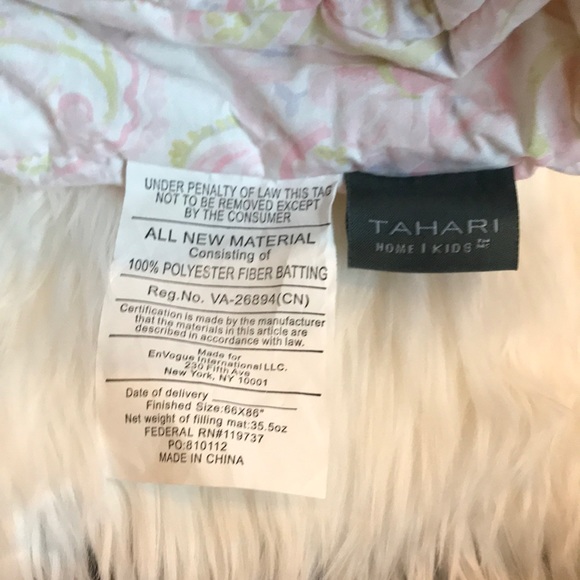 UNDER PENALTY OF LAW THIS TAG
NOT TO BE REMOVED EXCEPT
BY THE CONSUMER
ALL NEW MATERIAL
Consisting of
100% POLYESTER FIBER BATTING
Reg.No. VA-26894(CN)
Certification is made by the manufacturer
that the materials in this article are
described in accordance with law.
Made for
EnVogue International LLC.
230 Fifth Ave
New York, NY 10001
Date of delivery
Finished Size:66X86"
Net weight of filling mat:35.5oz
FEDERAL RN#119737
PO:810112
MADE IN CHINA
TAHARI
HOME | KIDS